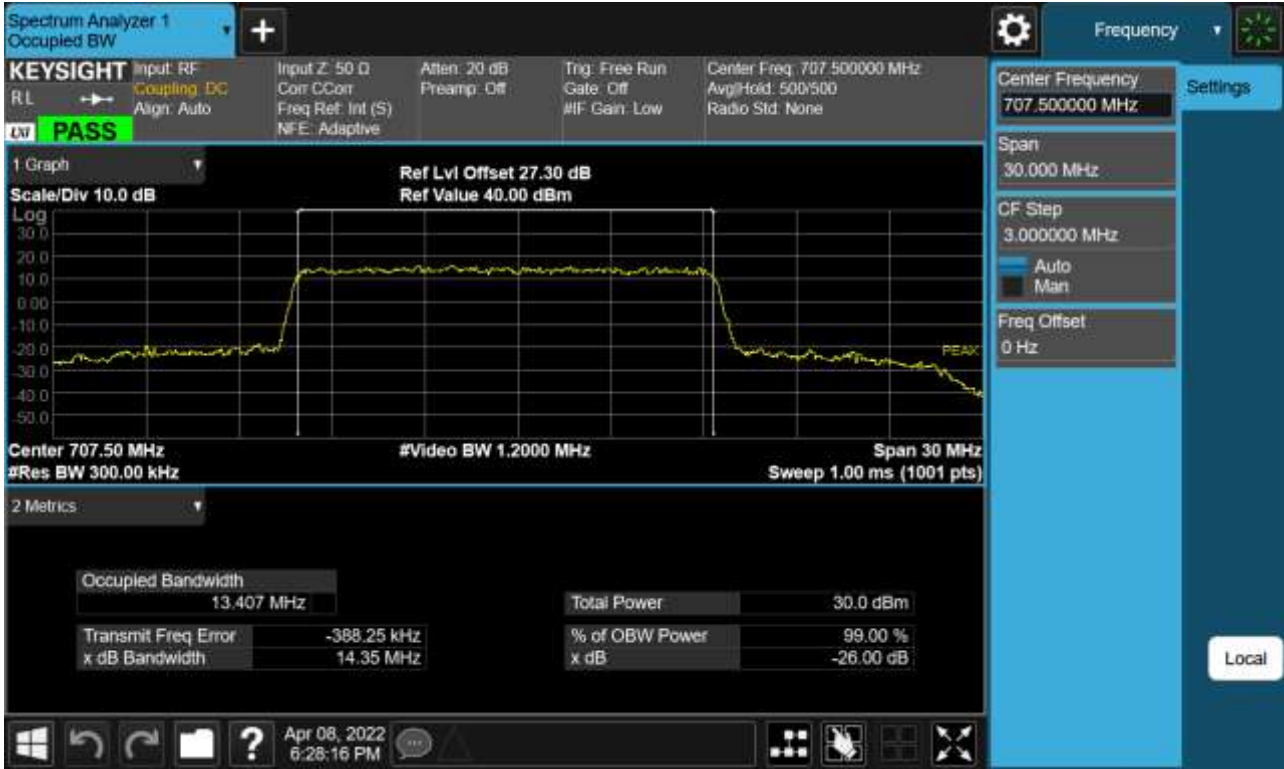 Spectrum Analyzer 1
Occupied BW
Frequency
KEYSIGHT
RL
LXI
PASS
Input: RF
Coupling: DC
Align: Auto
Input Z: 50 Ω
Corr CCorr
Freq Ref: Int (S)
NFE: Adaptive
Atten: 20 dB
Preamp: Off
Trig: Free Run
Gate: Off
#IF Gain: Low
Center Freq: 707.500000 MHz
Avg|Hold: 500/500
Radio Std: None
1 Graph
Scale/Div 10.0 dB
Ref Lvl Offset 27.30 dB
Ref Value 40.00 dBm
Log
30.0
20.0
10.0
0.00
-10.0
-20.0
-30.0
-40.0
-50.0
PEAK
Center 707.50 MHz
#Res BW 300.00 kHz
#Video BW 1.2000 MHz
Span 30 MHz
Sweep 1.00 ms (1001 pts)
2 Metrics
Occupied Bandwidth
13.407 MHz
Transmit Freq Error -388.25 kHz
x dB Bandwidth 14.35 MHz
Total Power 30.0 dBm
% of OBW Power 99.00 %
x dB -26.00 dB
Center Frequency
707.500000 MHz
Span
30.000 MHz
CF Step
3.000000 MHz
Auto
Man
Freq Offset
0 Hz
Settings
Local
?
Apr 08, 2022
6:28:16 PM